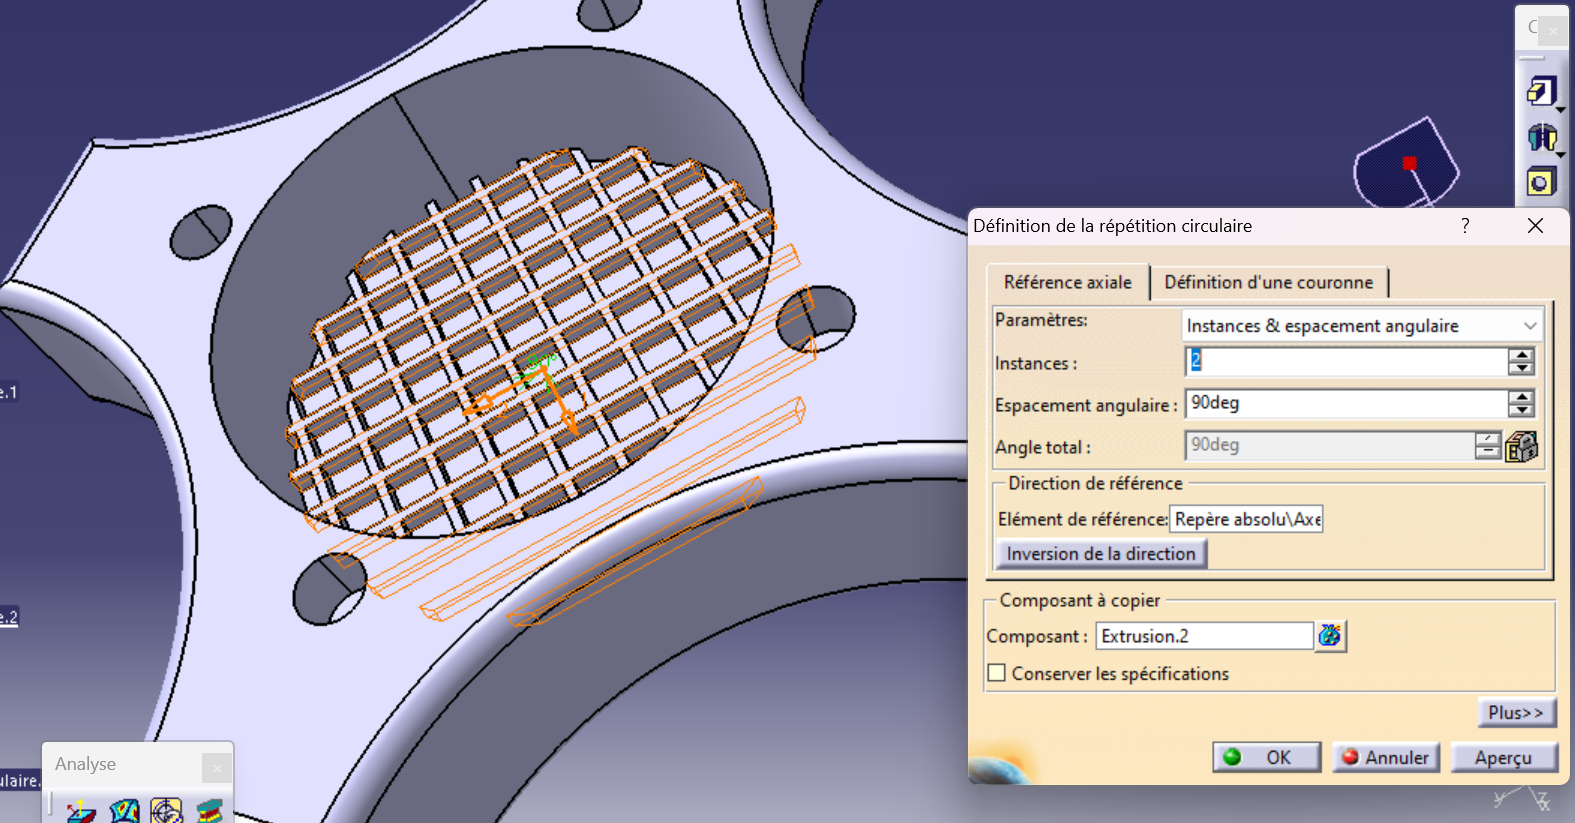 C
Définition de la répétition circulaire
?
Référence axiale
Définition d'une couronne
Paramètres:
Instances & espacement angulaire
Instances :
2
Espacement angulaire :
90deg
Angle total :
90deg
Direction de référence
Elément de référence:
Repère absolu\Axe
Inversion de la direction
Composant à copier
Composant :
Extrusion.2
Conserver les spécifications
Plus>>
OK
Annuler
Aperçu
e.1
e.2
ulaire.
Analyse
y
z
x